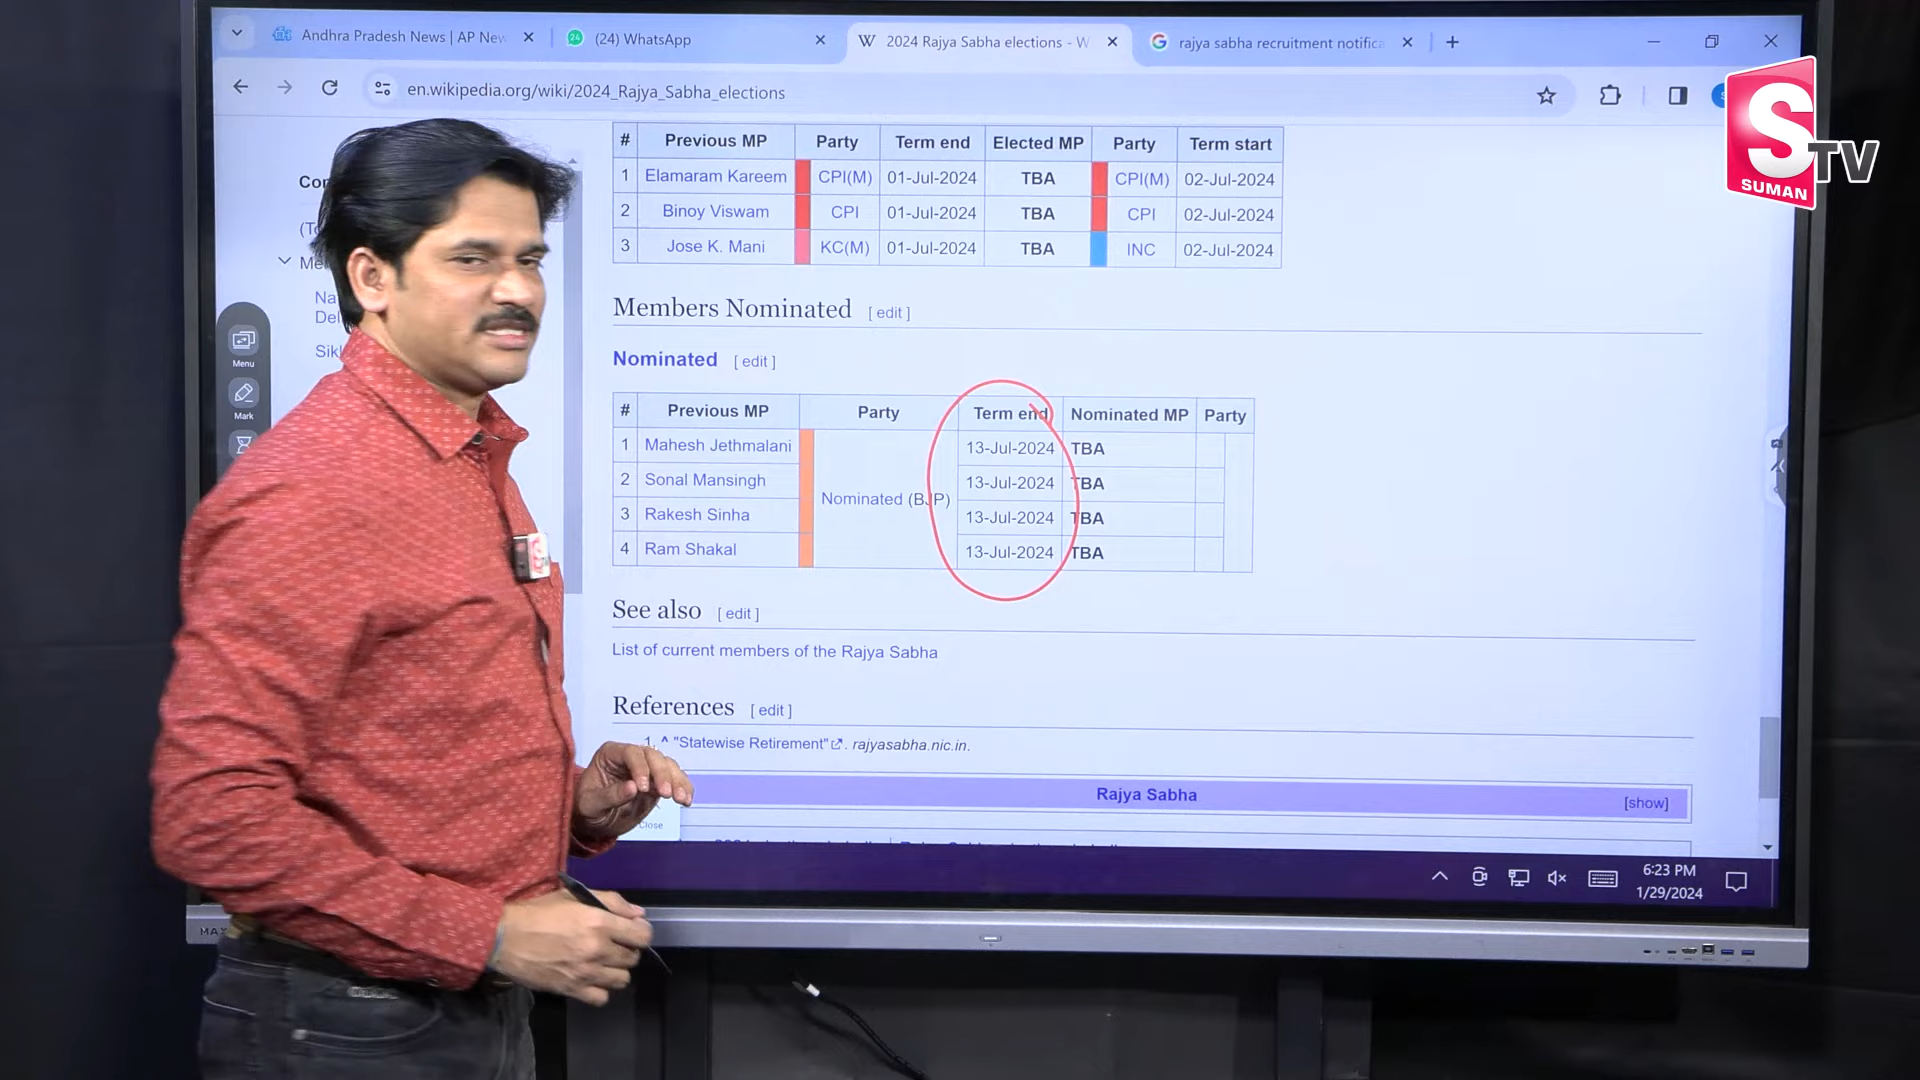 Andhra Pradesh News | AP New
24 (24) WhatsApp
W 2024 Rajya Sabha elections - W
rajya sabha recruitment notifica
en.wikipedia.org/wiki/2024_Rajya_Sabha_elections
S TV
SUMAN
# Previous MP Party Term end Elected MP Party Term start
1 Elamaram Kareem CPI(M) 01-Jul-2024 TBA CPI(M) 02-Jul-2024
2 Binoy Viswam CPI 01-Jul-2024 TBA CPI 02-Jul-2024
3 Jose K. Mani KC(M) 01-Jul-2024 TBA INC 02-Jul-2024
Members Nominated [ edit ]
Nominated [ edit ]
# Previous MP Party Term end Nominated MP Party
1 Mahesh Jethmalani 13-Jul-2024 TBA
2 Sonal Mansingh 13-Jul-2024 TBA
Nominated (BJP)
3 Rakesh Sinha 13-Jul-2024 TBA
4 Ram Shakal 13-Jul-2024 TBA
See also [ edit ]
List of current members of the Rajya Sabha
References [ edit ]
1. ^ "Statewise Retirement". rajyasabha.nic.in.
Rajya Sabha [show]
Menu
Mark
Close
6:23 PM
1/29/2024